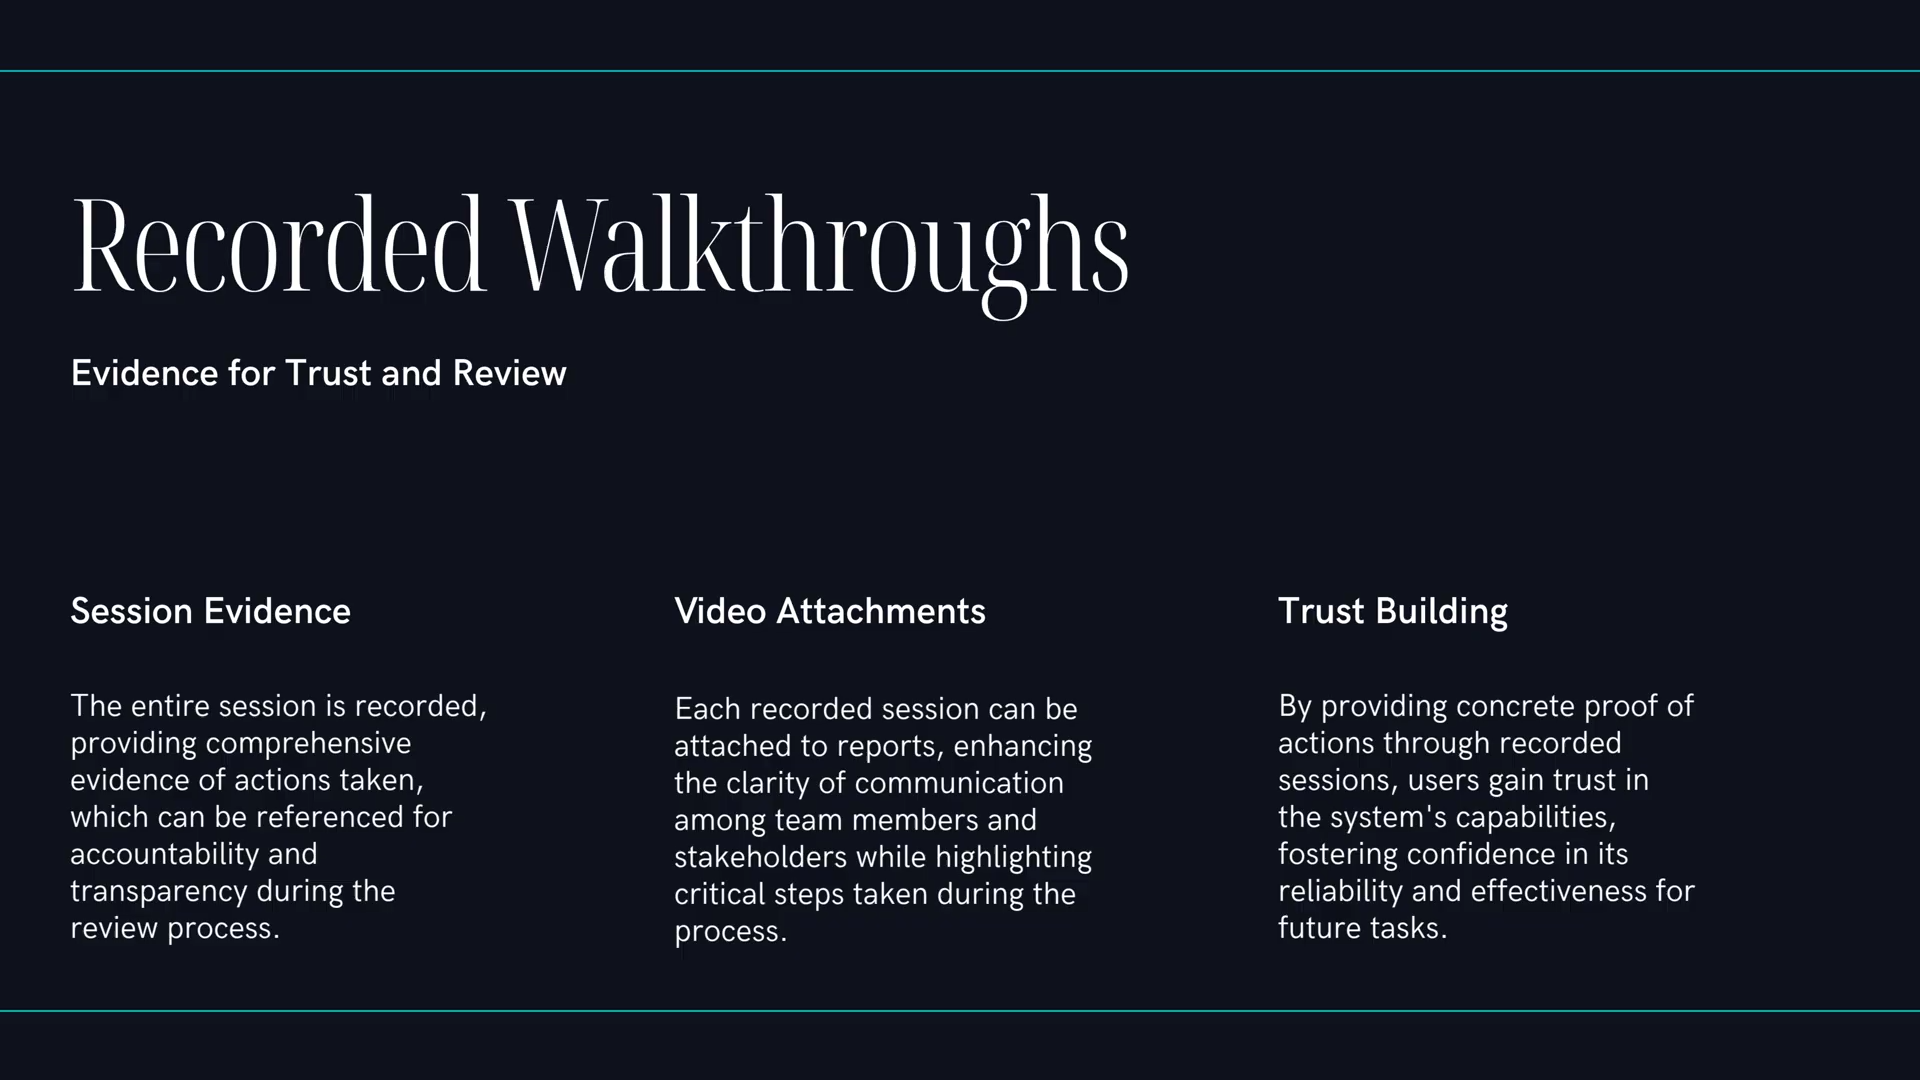 Recorded Walkthroughs
Evidence for Trust and Review
Session Evidence
The entire session is recorded,
providing comprehensive
evidence of actions taken,
which can be referenced for
accountability and
transparency during the
review process.
Video Attachments
Each recorded session can be
attached to reports, enhancing
the clarity of communication
among team members and
stakeholders while highlighting
critical steps taken during the
process.
Trust Building
By providing concrete proof of
actions through recorded
sessions, users gain trust in
the system's capabilities,
fostering confidence in its
reliability and effectiveness for
future tasks.